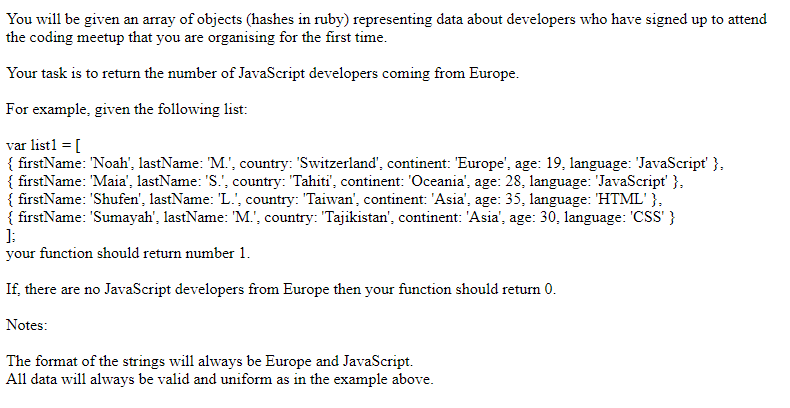 You will be given an array of objects (hashes in ruby) representing data about developers who have signed up to attend
the coding meetup that you are organising for the first time.
Your task is to return the number of JavaScript developers coming from Europe.
For example, given the following list:
var list1 = [
{ firstName: 'Noah', lastName: 'M.', country: 'Switzerland', continent: 'Europe', age: 19, language: 'JavaScript' },
{ firstName: 'Maia', lastName: 'S.', country: 'Tahiti', continent: 'Oceania', age: 28, language: 'JavaScript' },
{ firstName: 'Shufen', lastName: 'L.', country: 'Taiwan', continent: 'Asia', age: 35, language: 'HTML' },
{ firstName: 'Sumayah', lastName: 'M.', country: 'Tajikistan', continent: 'Asia', age: 30, language: 'CSS' }
];
your function should return number 1.
If, there are no JavaScript developers from Europe then your function should return 0.
Notes:
The format of the strings will always be Europe and JavaScript.
All data will always be valid and uniform as in the example above.